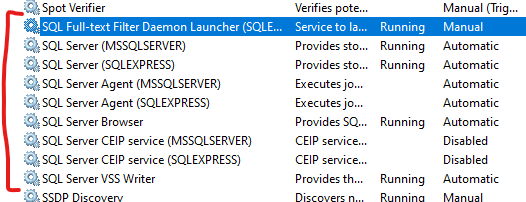 Spot Verifier Verifies pote... Manual (Trig
SQL Full-text Filter Daemon Launcher (SQLE... Service to la... Running Manual
SQL Server (MSSQLSERVER) Provides sto... Running Automatic
SQL Server (SQLEXPRESS) Provides sto... Running Automatic
SQL Server Agent (MSSQLSERVER) Executes jo... Automatic
SQL Server Agent (SQLEXPRESS) Executes jo... Automatic
SQL Server Browser Provides SQ... Running Automatic
SQL Server CEIP service (MSSQLSERVER) CEIP service... Disabled
SQL Server CEIP service (SQLEXPRESS) CEIP service... Disabled
SQL Server VSS Writer Provides th... Running Automatic
SSDP Discovery Discovers n... Running Manual